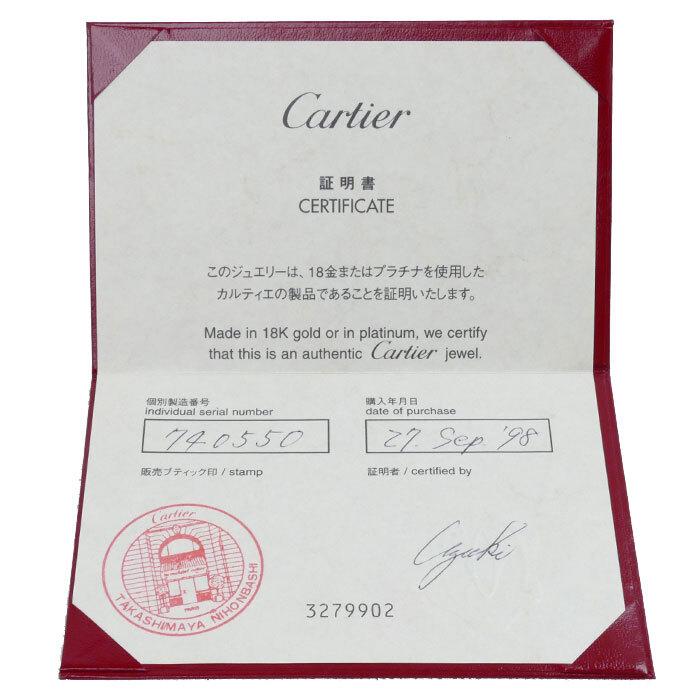 Cartier
証明書
CERTIFICATE
このジュエリーは、18金またはプラチナを使用した
カルティエの製品であることを証明いたします。
Made in 18K gold or in platinum, we certify
that this is an authentic Cartier jewel.
個別製造番号
individual serial number
740550
購入年月日
date of purchase
27. Sep. '98
販売ブティック印 / stamp
証明者 / certified by
Cartier
PARIS
TAKASHIMAYA NIHONBASHI
3279902